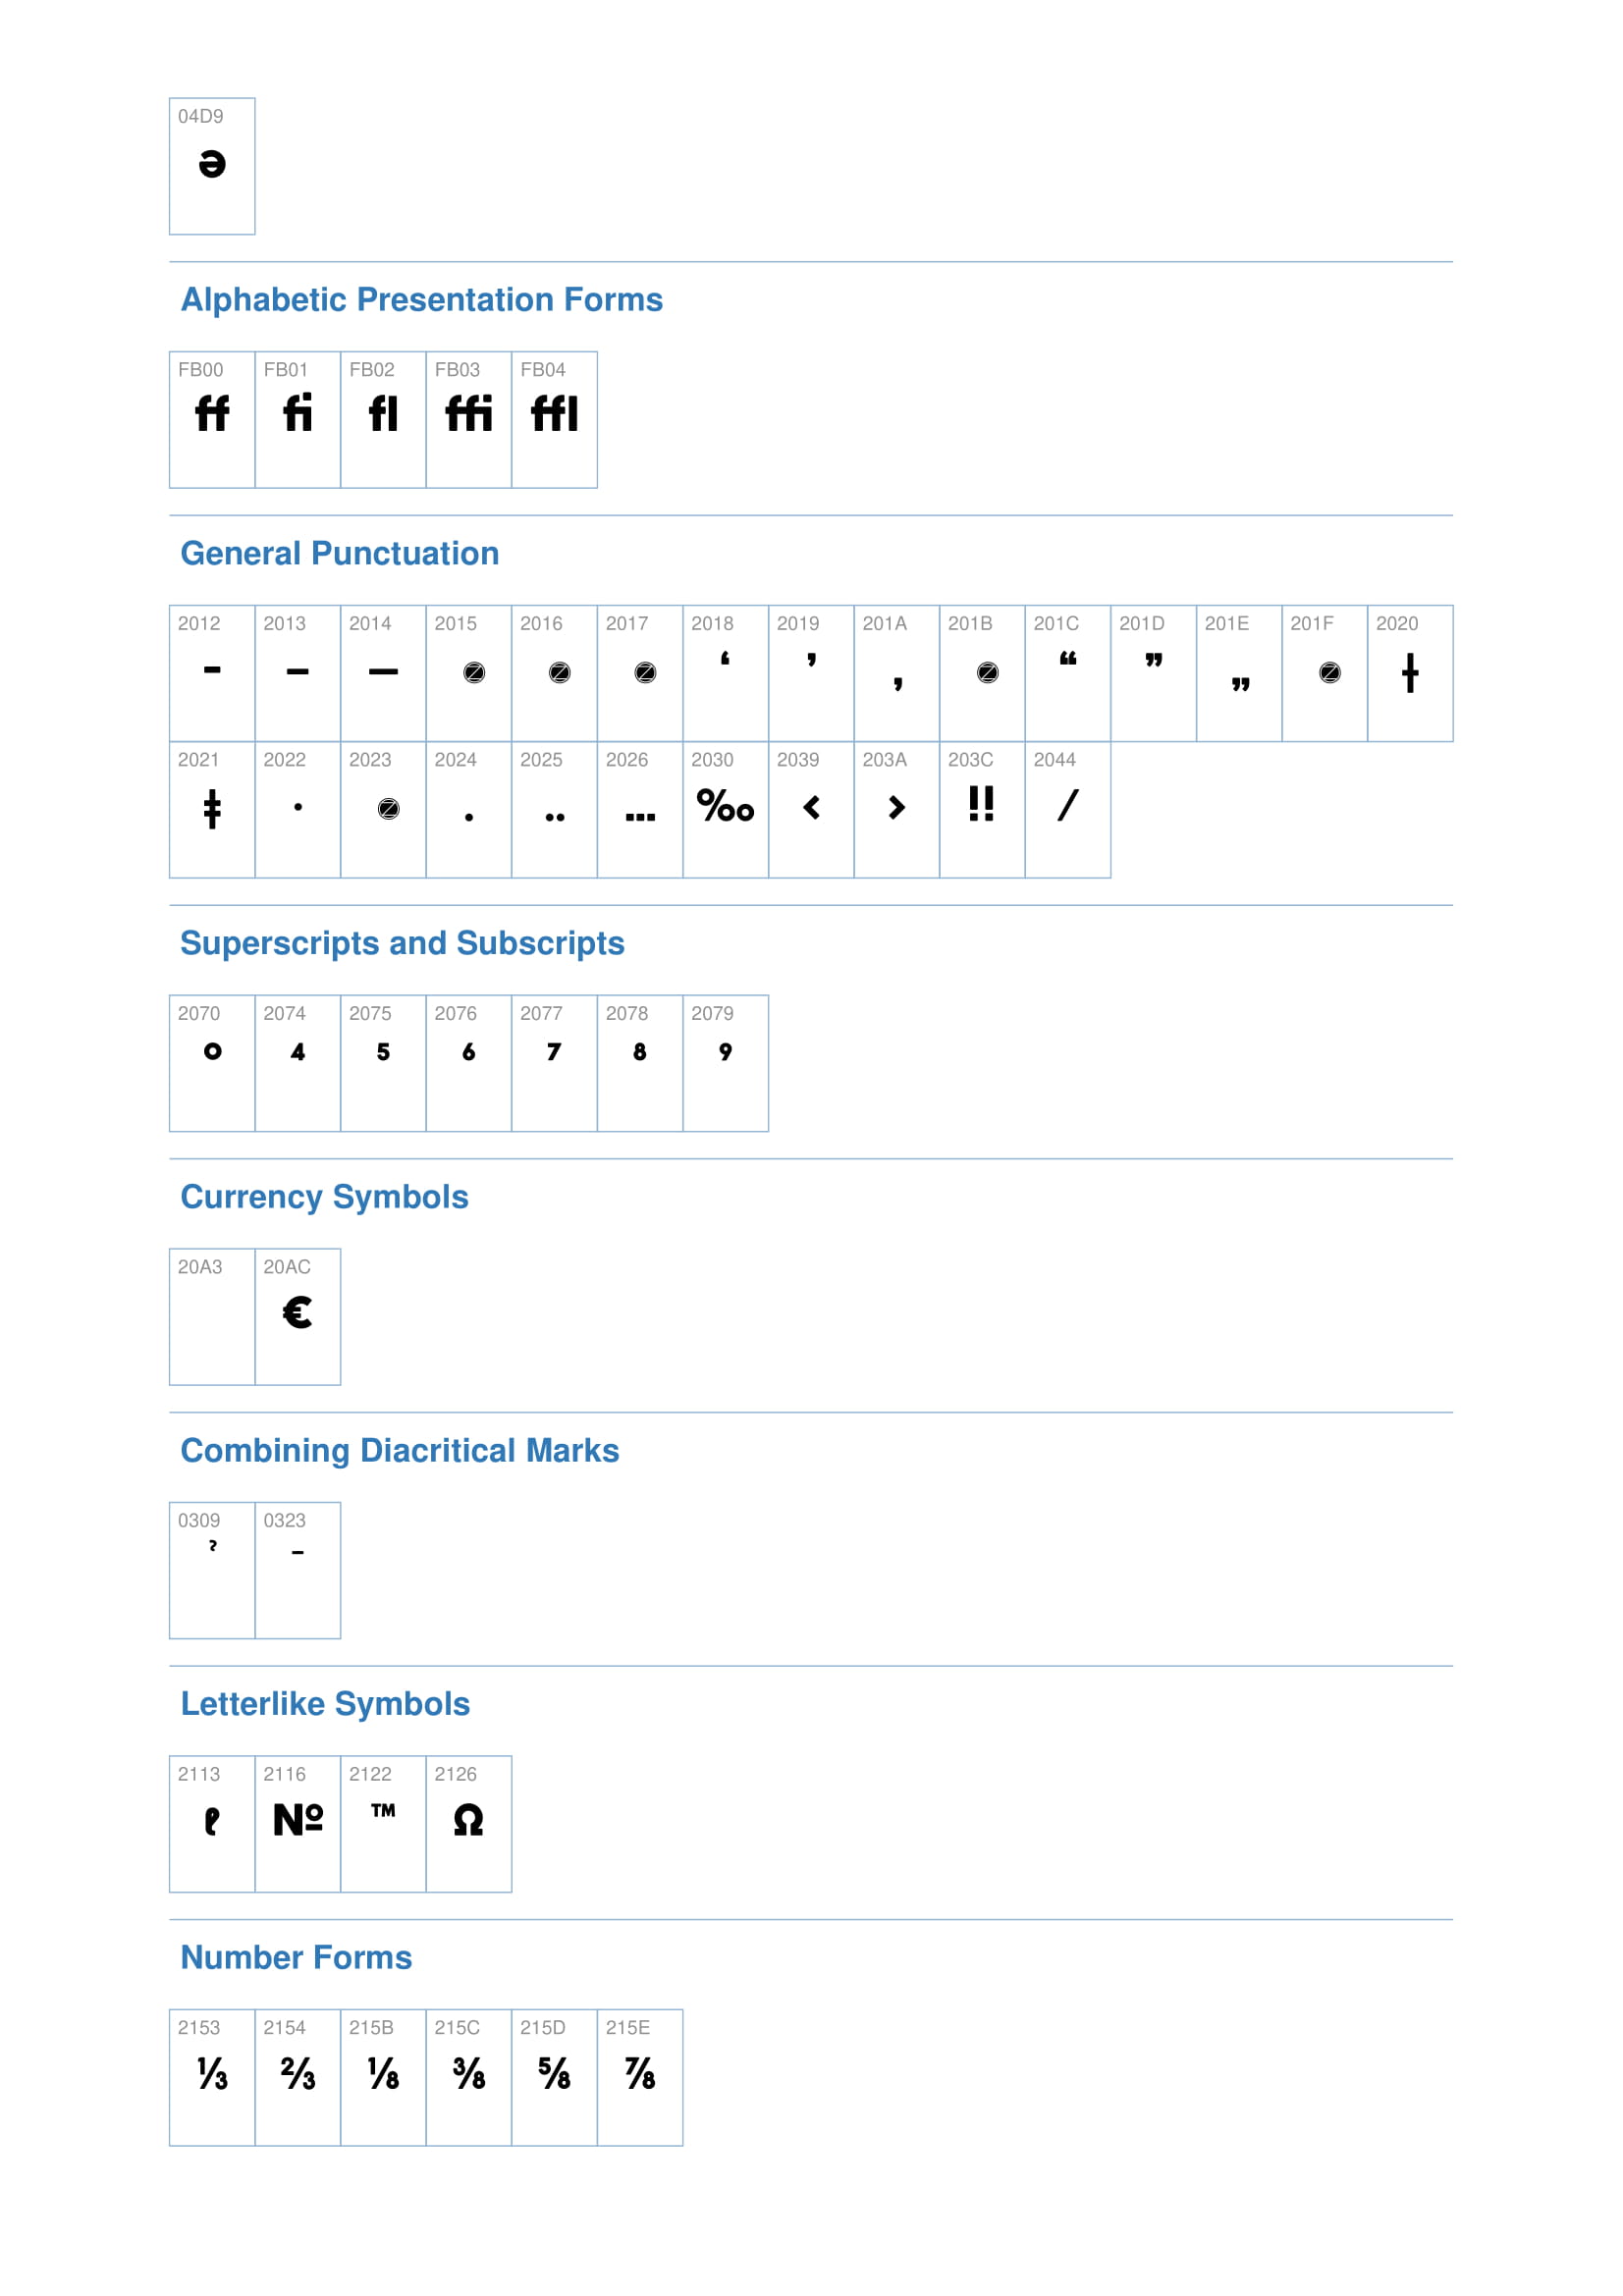 04D9
ә
Alphabetic Presentation Forms
FB00 FB01 FB02 FB03 FB04
ff fi fl ffi ffl
General Punctuation
2012 2013 2014 2015 2016 2017 2018 2019 201A 201B 201C 201D 201E 201F 2020
‒ – — ‘ ’ ‚ “ ” „ †
2021 2022 2023 2024 2025 2026 2030 2039 203A 203C 2044
‡ • ․ ‥ … ‰ ‹ › ‼ ⁄
Superscripts and Subscripts
2070 2074 2075 2076 2077 2078 2079
⁰ ⁴ ⁵ ⁶ ⁷ ⁸ ⁹
Currency Symbols
20A3 20AC
€
Combining Diacritical Marks
0309 0323
̉ –
Letterlike Symbols
2113 2116 2122 2126
ℓ № ™ Ω
Number Forms
2153 2154 215B 215C 215D 215E
⅓ ⅔ ⅛ ⅜ ⅝ ⅞